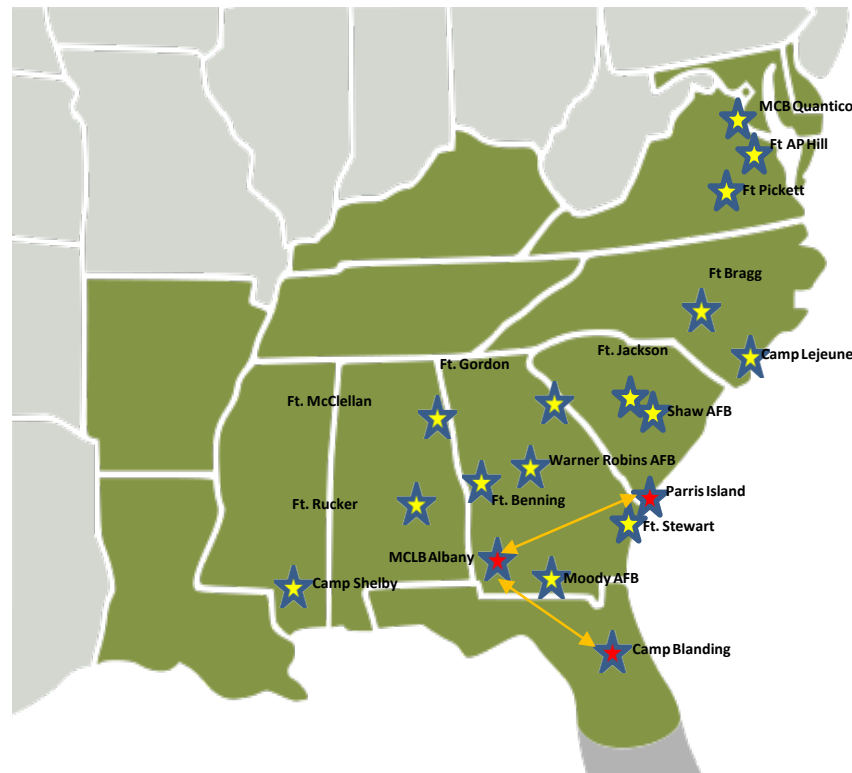 MCB Quantico
Ft AP Hill
Ft Pickett
Ft Bragg
Camp Lejeune
Ft. Jackson
Ft. Gordon
Ft. McClellan
Shaw AFB
Warner Robins AFB
Parris Island
Ft. Benning
Ft. Rucker
Ft. Stewart
MCLB Albany
Moody AFB
Camp Shelby
Camp Blanding